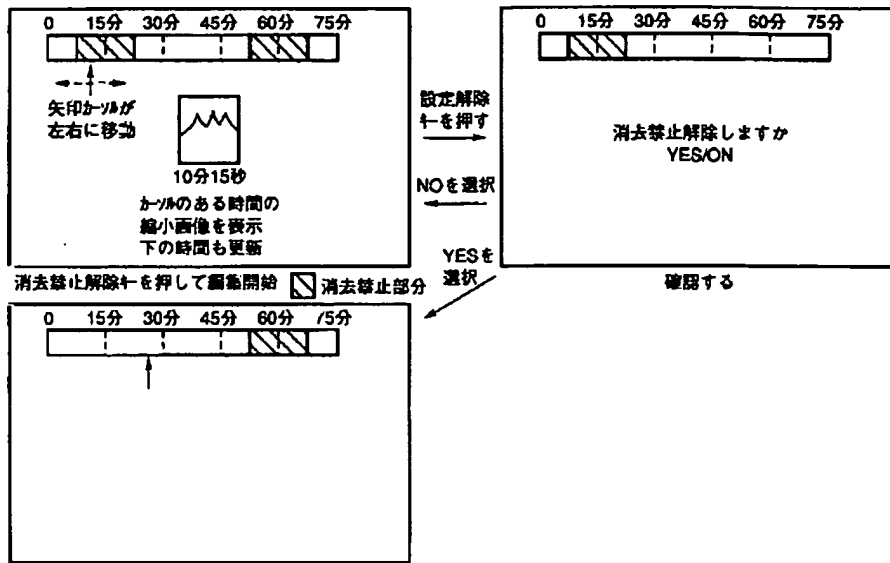 0 15分 30分 45分 60分 75分
矢印カーソルが
左右に移動
10分15秒
カーソルのある時間の
縮小画像を表示
下の時間も更新
消去禁止解除キーを押して編集開始
消去禁止部分
設定解除
キーを押す
NOを選択
YESを
選択
0 15分 30分 45分 60分 75分
消去禁止解除しますか
YES/ON
確認する
0 15分 30分 45分 60分 75分